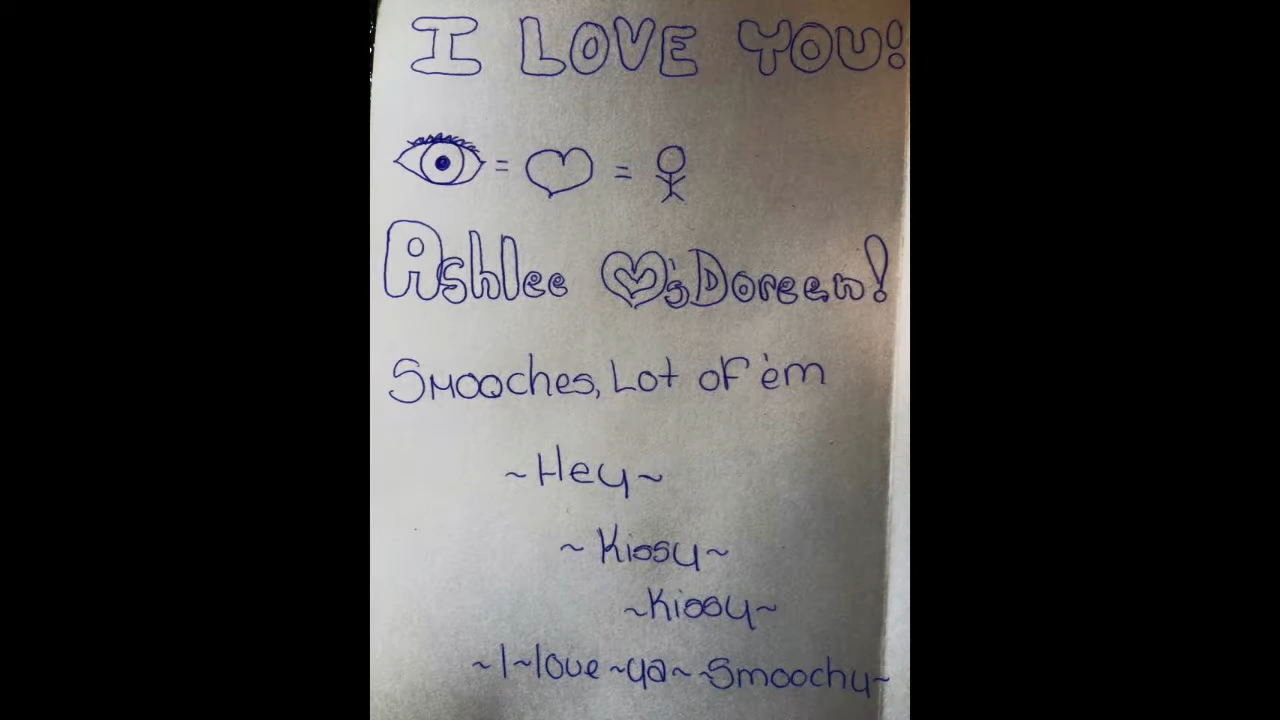 I LOVE YOU!
= =
Ashlee ♡'s Doreen!
Smooches, Lot of 'em
~Hey~
~Kissy~
~Kissy~
~I~love~ya~~Smoochy~